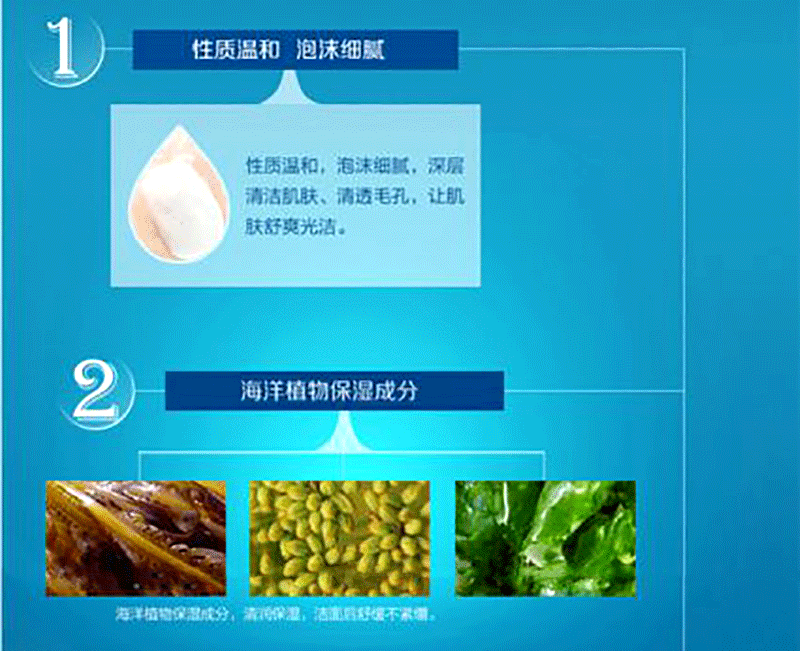 1
性质温和 泡沫细腻
性质温和，泡沫细腻，深层
清洁肌肤、清透毛孔，让肌
肤舒爽光洁。
2
海洋植物保湿成分
海洋植物保湿成分，清润保湿，洁面后舒缓不紧绷。